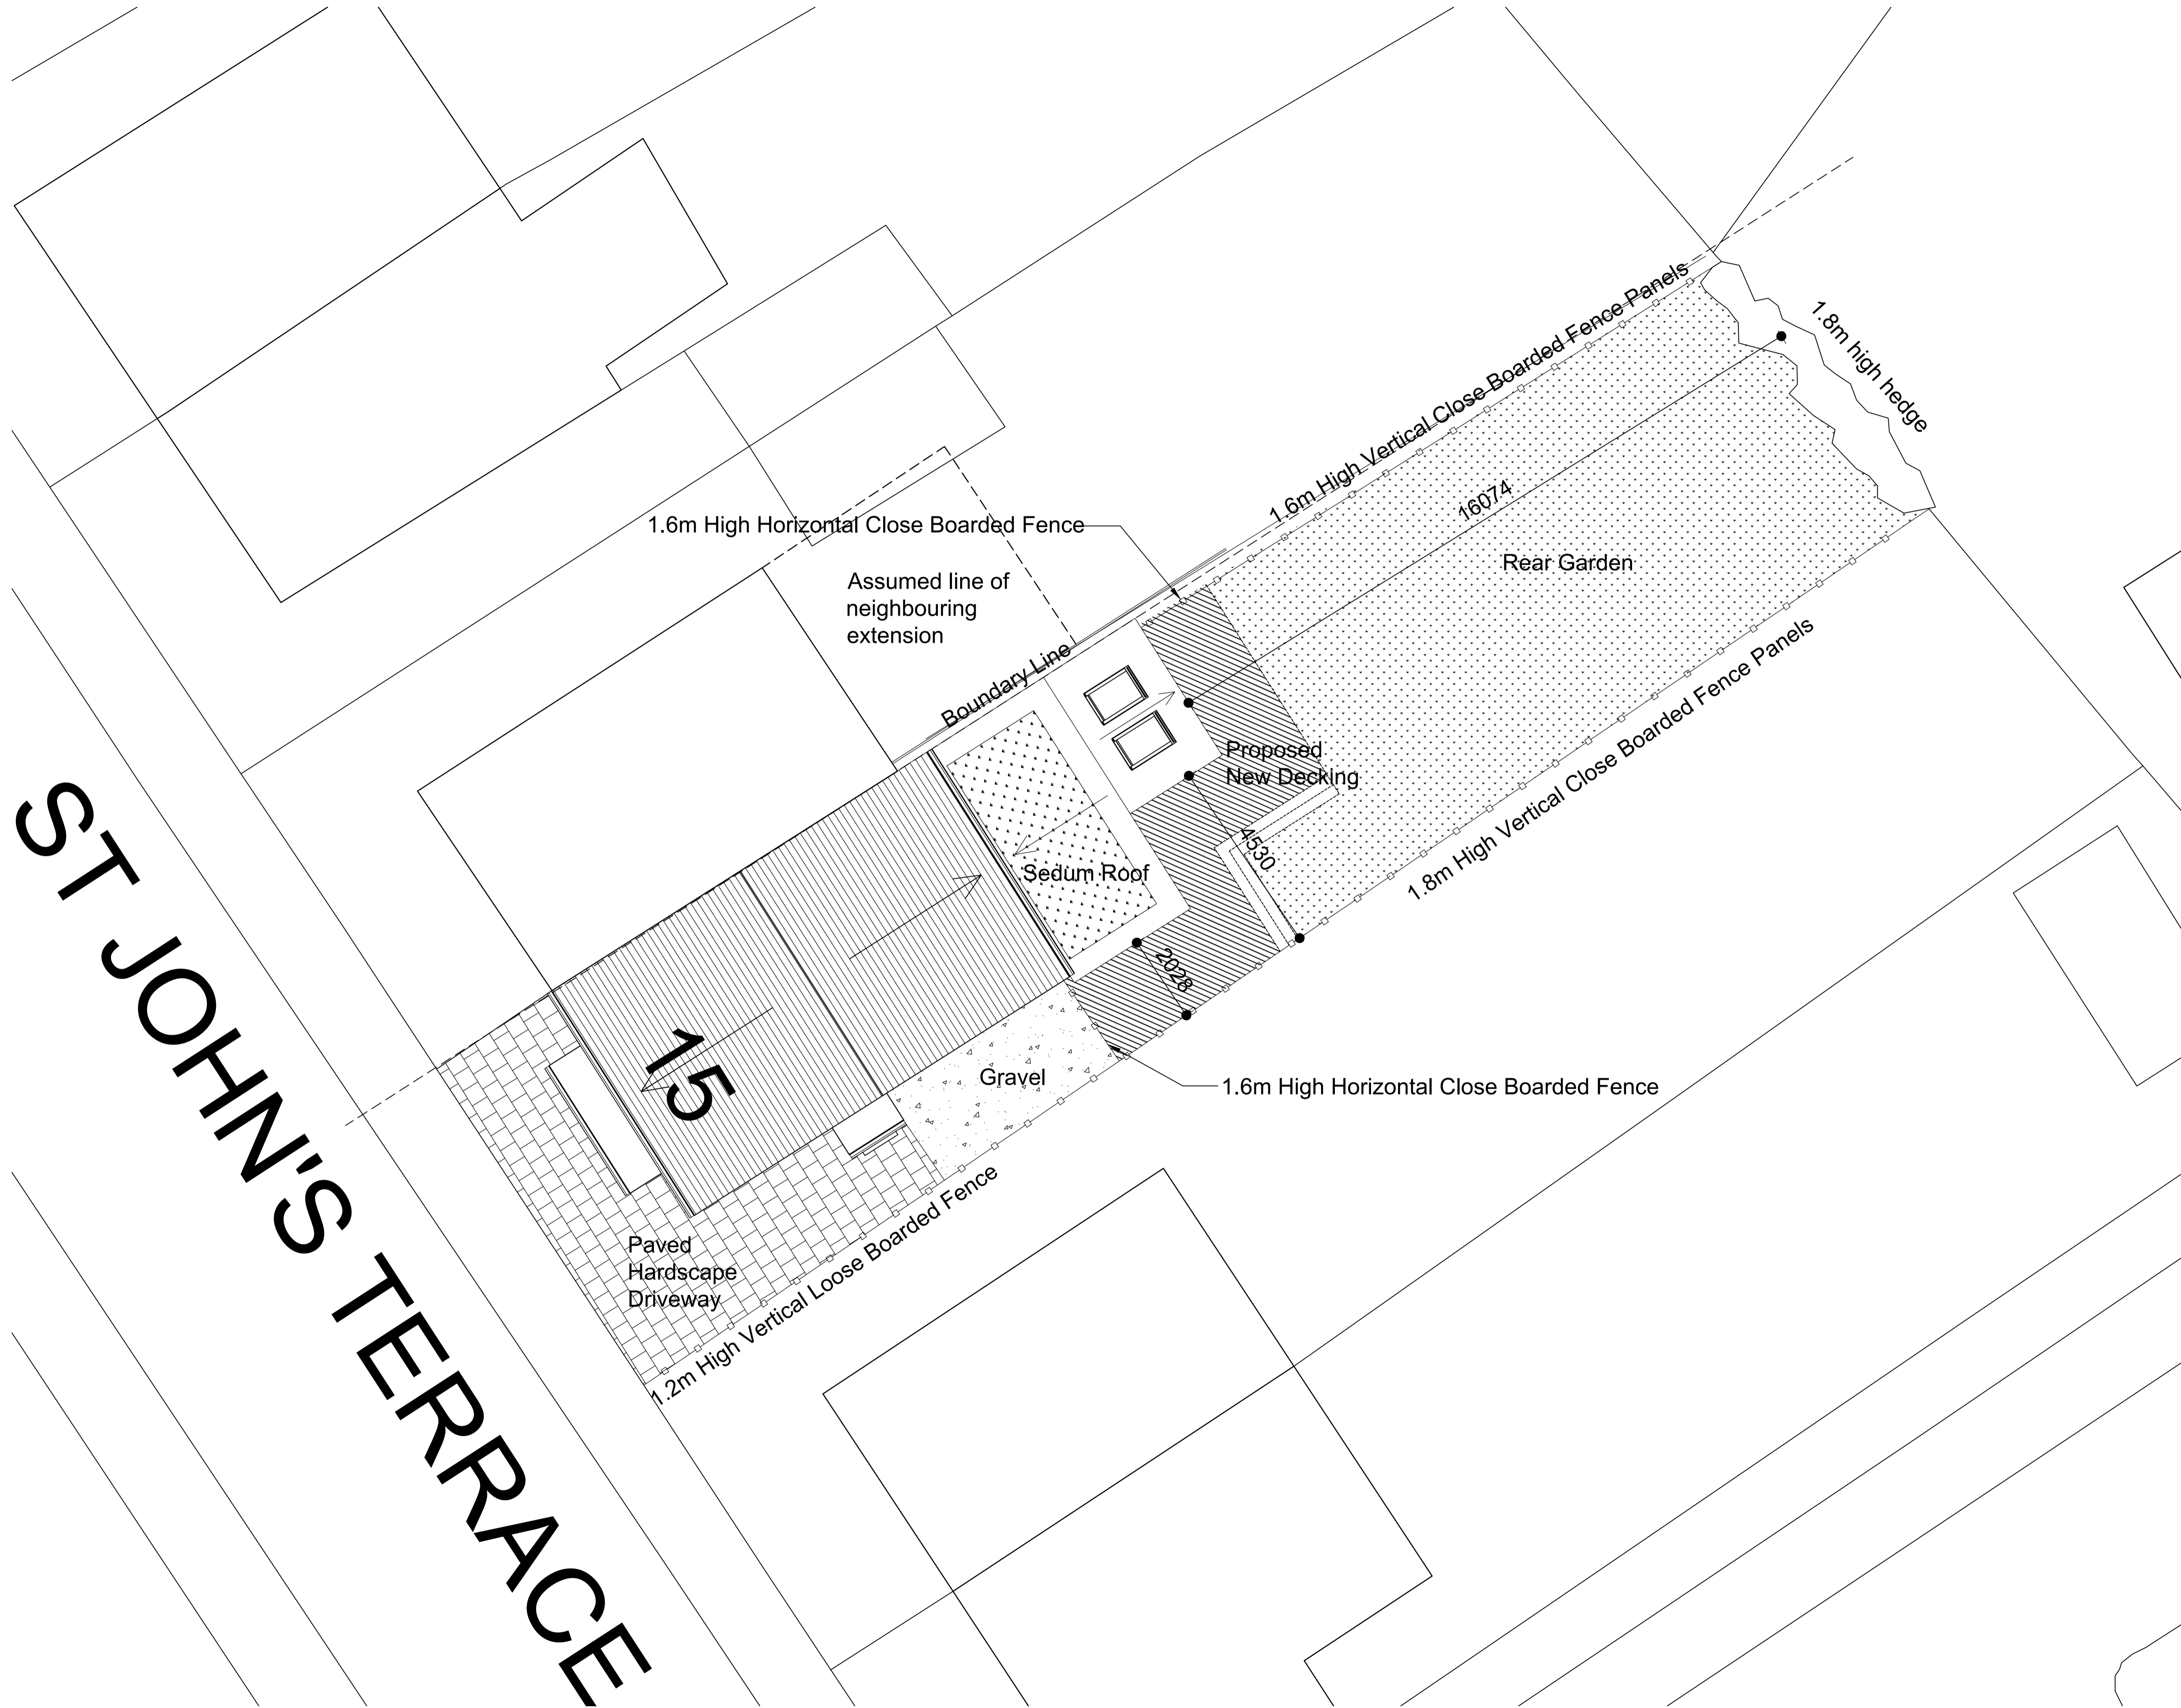 1.8m high hedge
1.6m High Vertical Close Boarded Fence Panels
16074
1.6m High Horizontal Close Boarded Fence
Rear Garden
Assumed line of
neighbouring
extension
Boundary Line
1.8m High Vertical Close Boarded Fence Panels
Proposed
New Decking
4530
Sedum Roof
2028
ST JOHN'S TERRACE
15
Gravel
1.6m High Horizontal Close Boarded Fence
Paved
Hardscape
Driveway
1.2m High Vertical Loose Boarded Fence